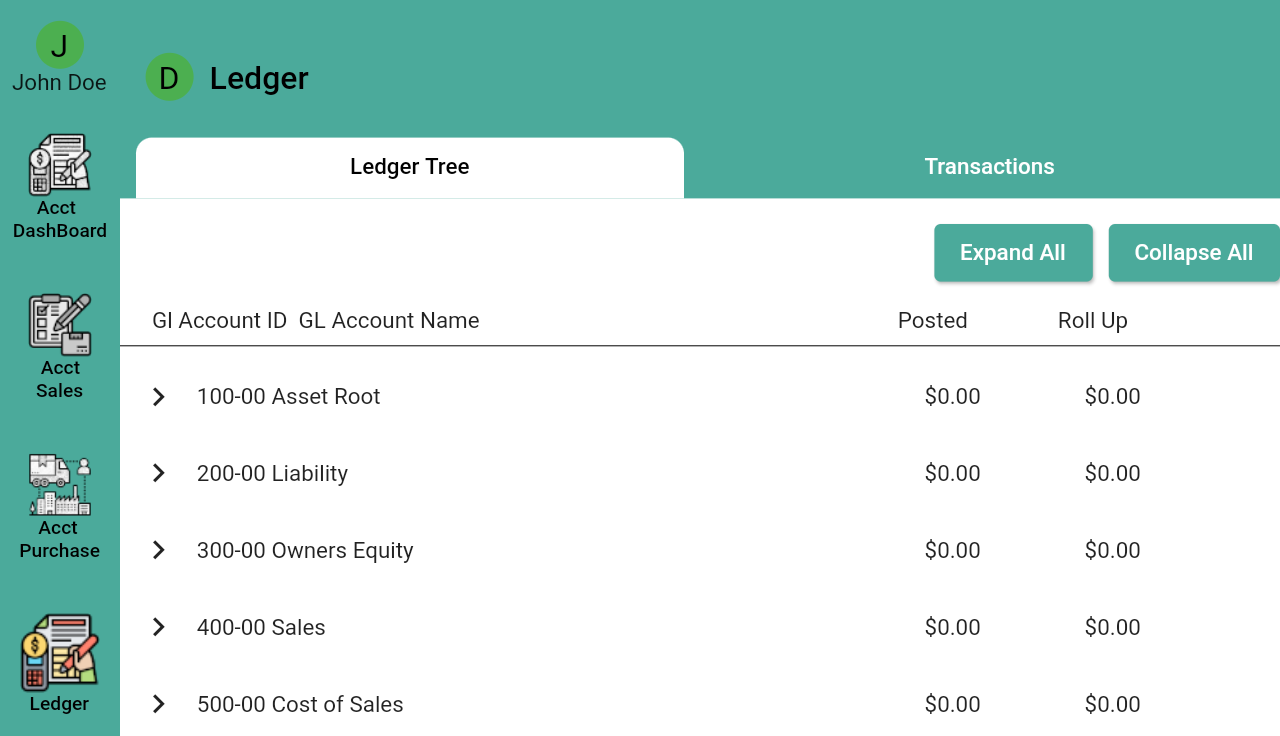 J
John Doe
D Ledger
Acct
DashBoard
Acct
Sales
Acct
Purchase
Ledger
Ledger Tree
Transactions
Expand All
Collapse All
Gl Account ID GL Account Name Posted Roll Up
100-00 Asset Root $0.00 $0.00
200-00 Liability $0.00 $0.00
300-00 Owners Equity $0.00 $0.00
400-00 Sales $0.00 $0.00
500-00 Cost of Sales $0.00 $0.00